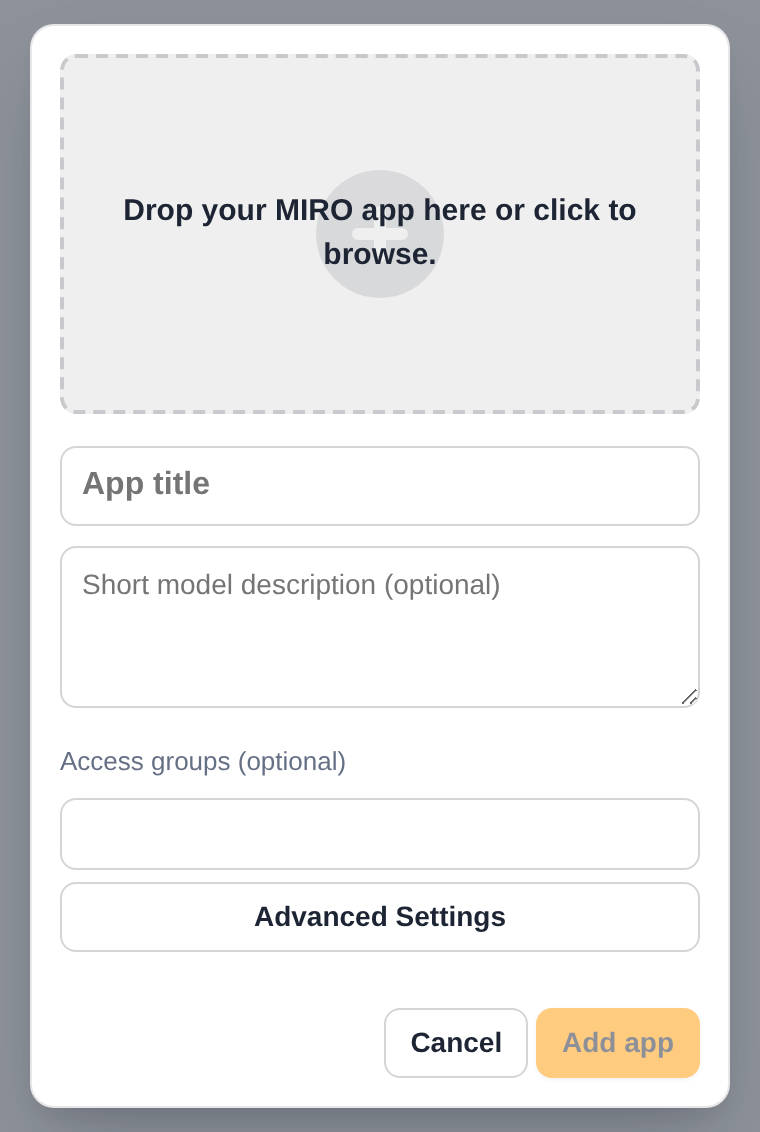 Drop your MIRO app here or click to
browse.
App title
Short model description (optional)
Access groups (optional)
Advanced Settings
Cancel
Add app